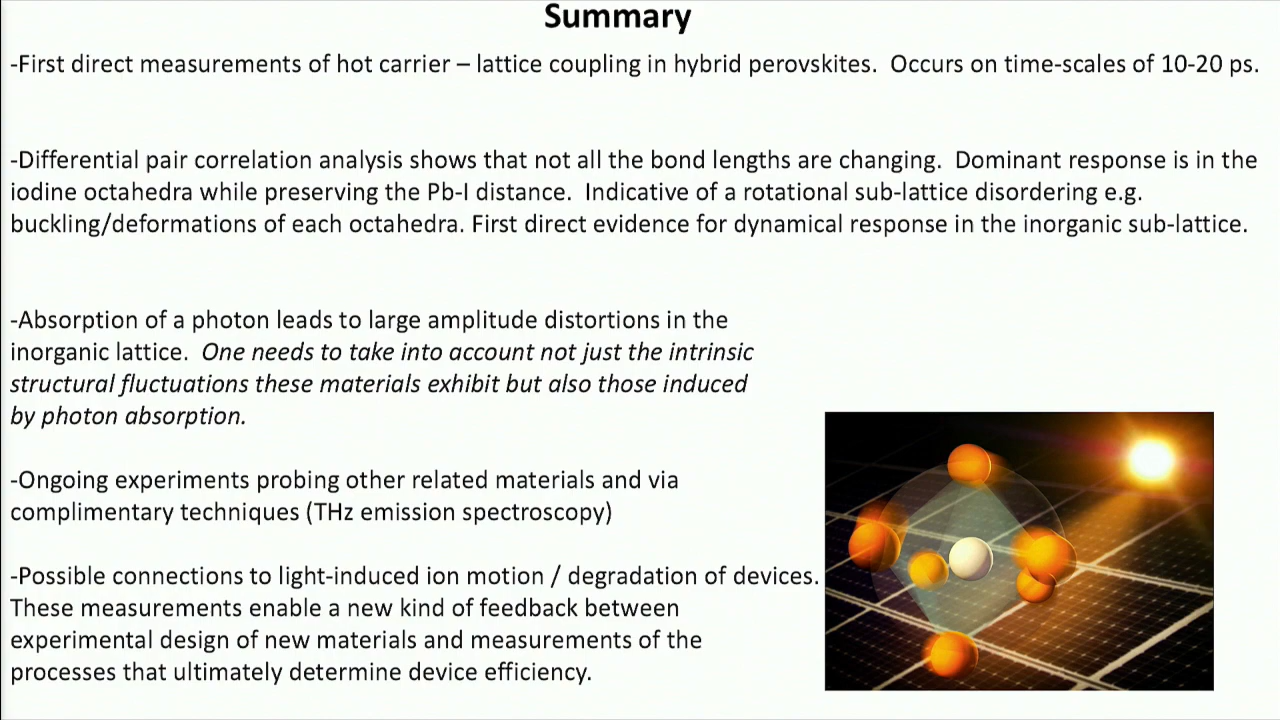 Summary
-First direct measurements of hot carrier – lattice coupling in hybrid perovskites.  Occurs on time-scales of 10-20 ps.
-Differential pair correlation analysis shows that not all the bond lengths are changing.  Dominant response is in the
iodine octahedra while preserving the Pb-I distance.  Indicative of a rotational sub-lattice disordering e.g.
buckling/deformations of each octahedra. First direct evidence for dynamical response in the inorganic sub-lattice.
-Absorption of a photon leads to large amplitude distortions in the
inorganic lattice.  One needs to take into account not just the intrinsic
structural fluctuations these materials exhibit but also those induced
by photon absorption.
-Ongoing experiments probing other related materials and via
complimentary techniques (THz emission spectroscopy)
-Possible connections to light-induced ion motion / degradation of devices.
These measurements enable a new kind of feedback between
experimental design of new materials and measurements of the
processes that ultimately determine device efficiency.